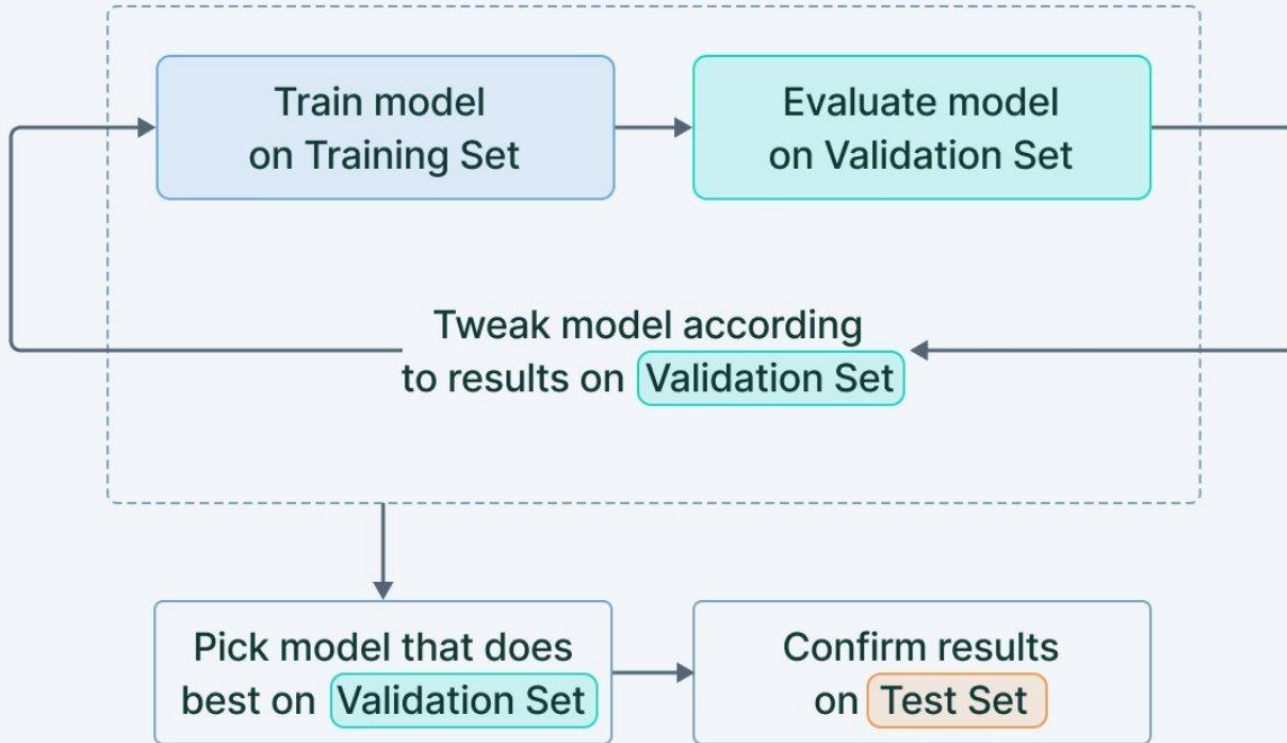 Train model
on Training Set
Evaluate model
on Validation Set
Tweak model according
to results on Validation Set
Pick model that does
best on Validation Set
Confirm results
on Test Set